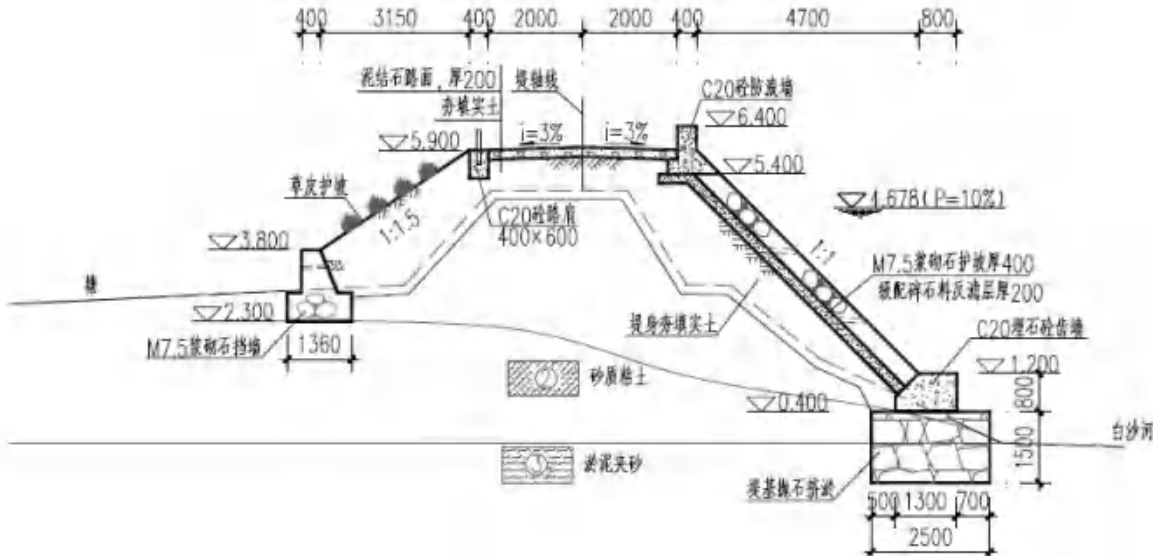 400 3150 400 2000 2000 400 4700 800
泥结石路面，厚200
夯填实土
堤轴线
C20砼防浪墙
6.400
5.900
i=3% i=3%
5.400
草皮护坡
1:1.5
C20砼路肩
400×600
4.678(P=10%)
3.800
1:1
M7.5浆砌石护坡厚400
级配碎石料反滤层厚200
塘
2.300
堤身夯填实土
C20埋石砼齿墙
M7.5浆砌石挡墙
1360
1.200
② 砂质粘土
0.400
800
白沙河
③ 淤泥夹砂
1500
堤基抛石挤淤
500 1300 700
2500